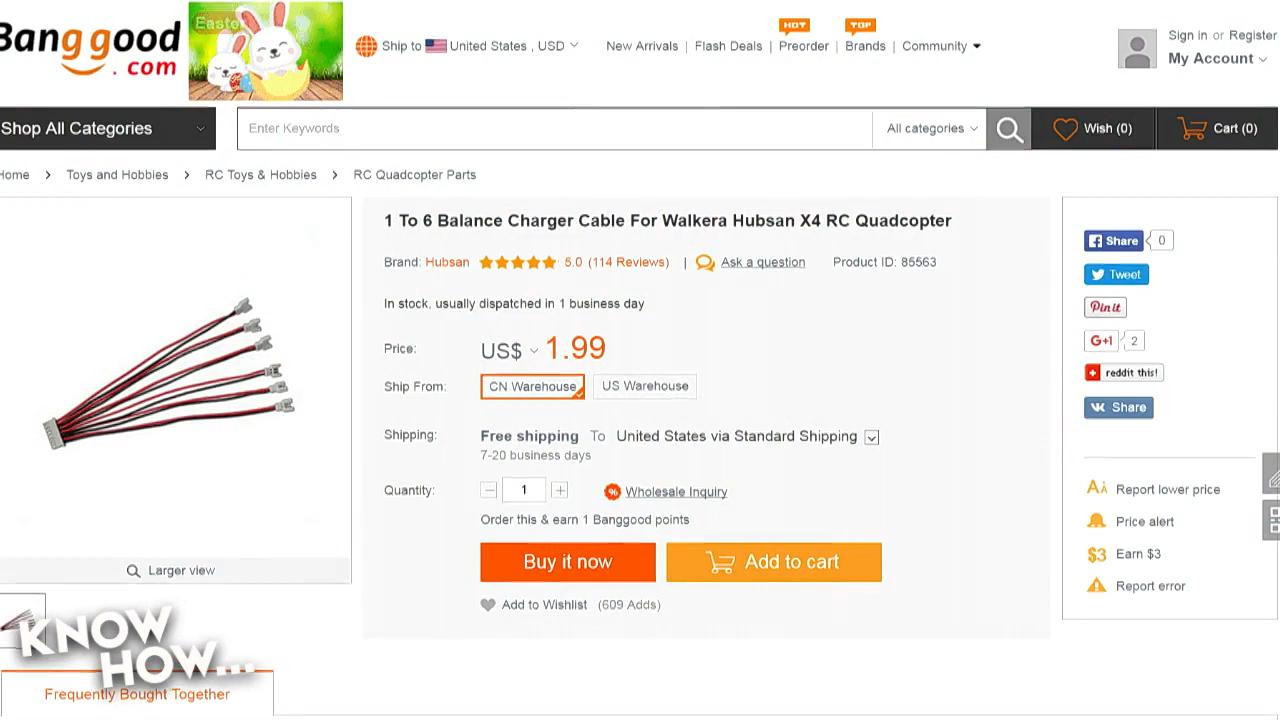 Banggood
.com
Easter
Ship to United States , USD
New Arrivals | Flash Deals | Preorder | Brands | Community
HOT
TOP
Sign in or Register
My Account
Shop All Categories
Enter Keywords
All categories
Wish (0)
Cart (0)
Home > Toys and Hobbies > RC Toys & Hobbies > RC Quadcopter Parts
1 To 6 Balance Charger Cable For Walkera Hubsan X4 RC Quadcopter
Brand: Hubsan 5.0 (114 Reviews) | Ask a question Product ID: 85563
In stock, usually dispatched in 1 business day
Price: US$ 1.99
Ship From: CN Warehouse US Warehouse
Shipping: Free shipping To United States via Standard Shipping
7-20 business days
Quantity: 1 Wholesale Inquiry
Order this & earn 1 Banggood points
Buy it now Add to cart
Add to Wishlist (609 Adds)
Share 0
Tweet
Pin it
G+1 2
reddit this!
Share
Report lower price
Price alert
$3 Earn $3
Report error
Larger view
KNOW
HOW...
Frequently Bought Together